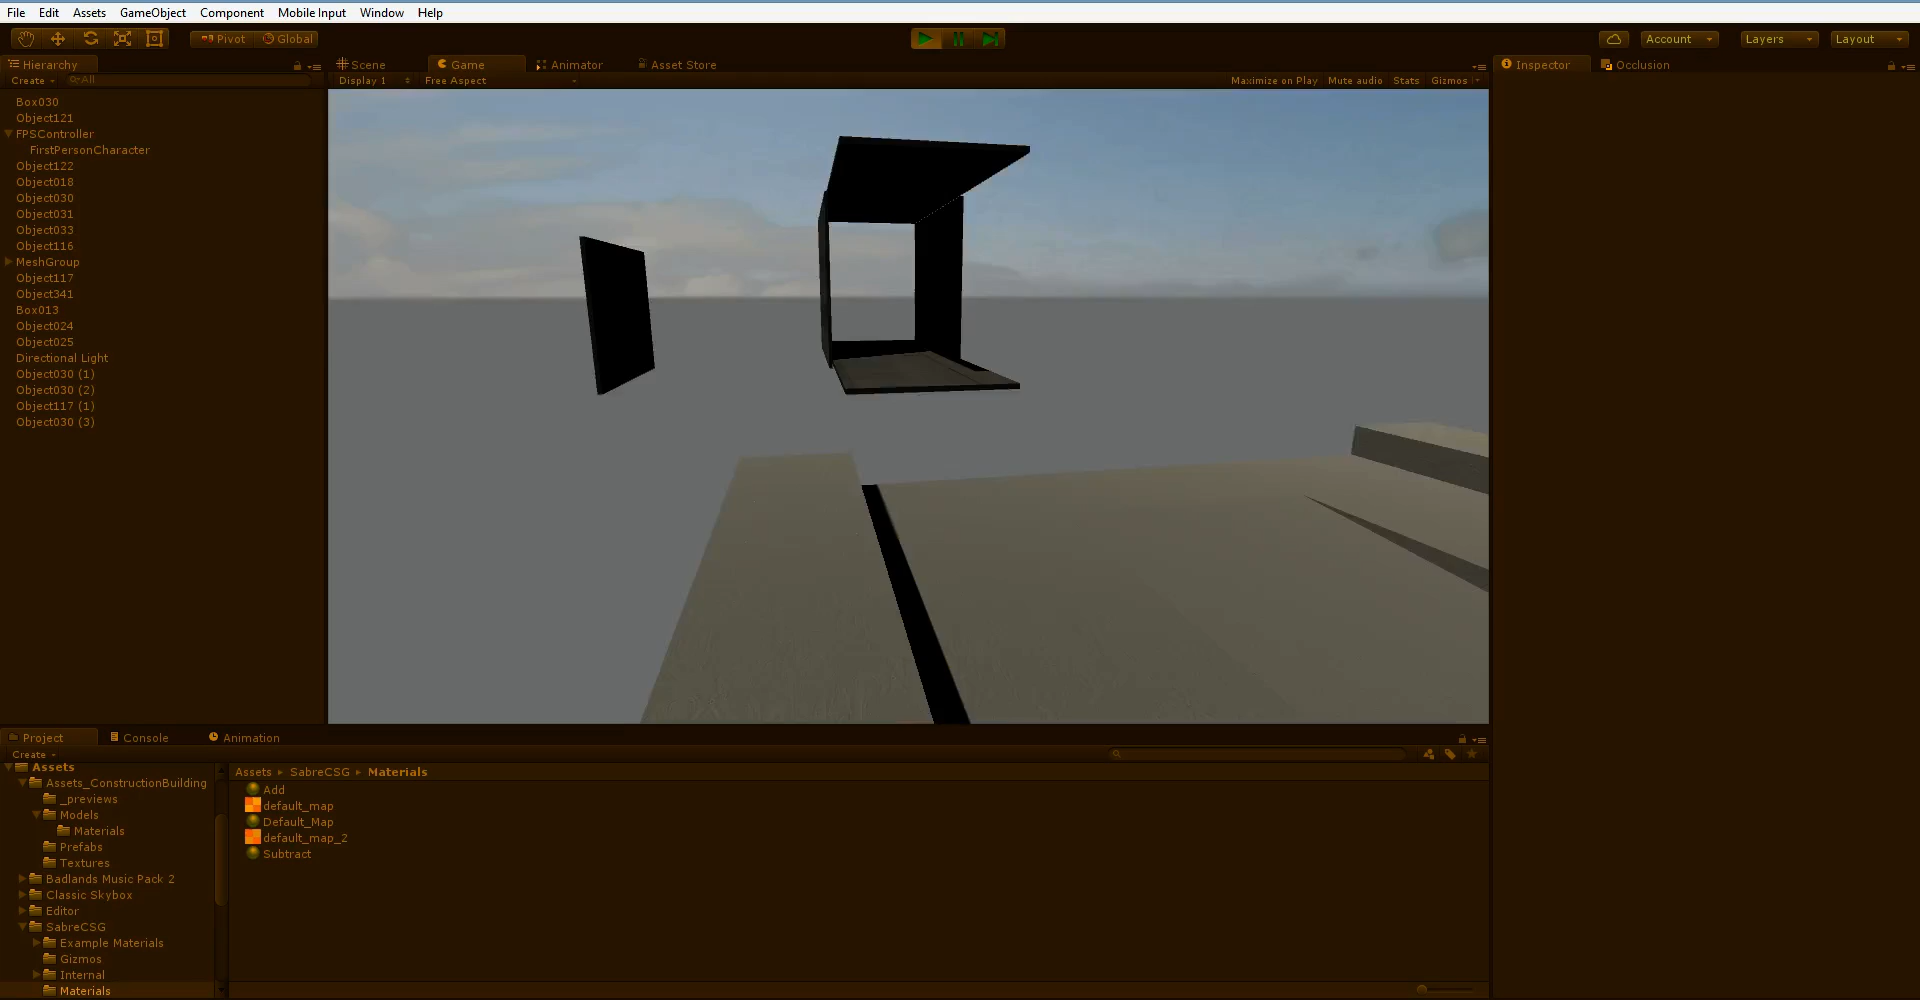 File Edit Assets GameObject Component Mobile Input Window Help
Pivot Global Account Layers Layout
Hierarchy Scene Game Animator Asset Store Inspector Occlusion
Create All Display 1 Free Aspect Maximize on Play Mute audio Stats Gizmos
Box030
Object121
FPSController
FirstPersonCharacter
Object122
Object018
Object030
Object031
Object033
Object116
MeshGroup
Object117
Object341
Box013
Object024
Object025
Directional Light
Object030 (1)
Object030 (2)
Object117 (1)
Object030 (3)
Project Console Animation
Create
Assets
Assets_ConstructionBuilding
_previews
Models
Materials
Prefabs
Textures
Badlands Music Pack 2
Classic Skybox
Editor
SabreCSG
Example Materials
Gizmos
Internal
Materials
Assets SabreCSG Materials
Add
default_map
Default_Map
default_map_2
Subtract